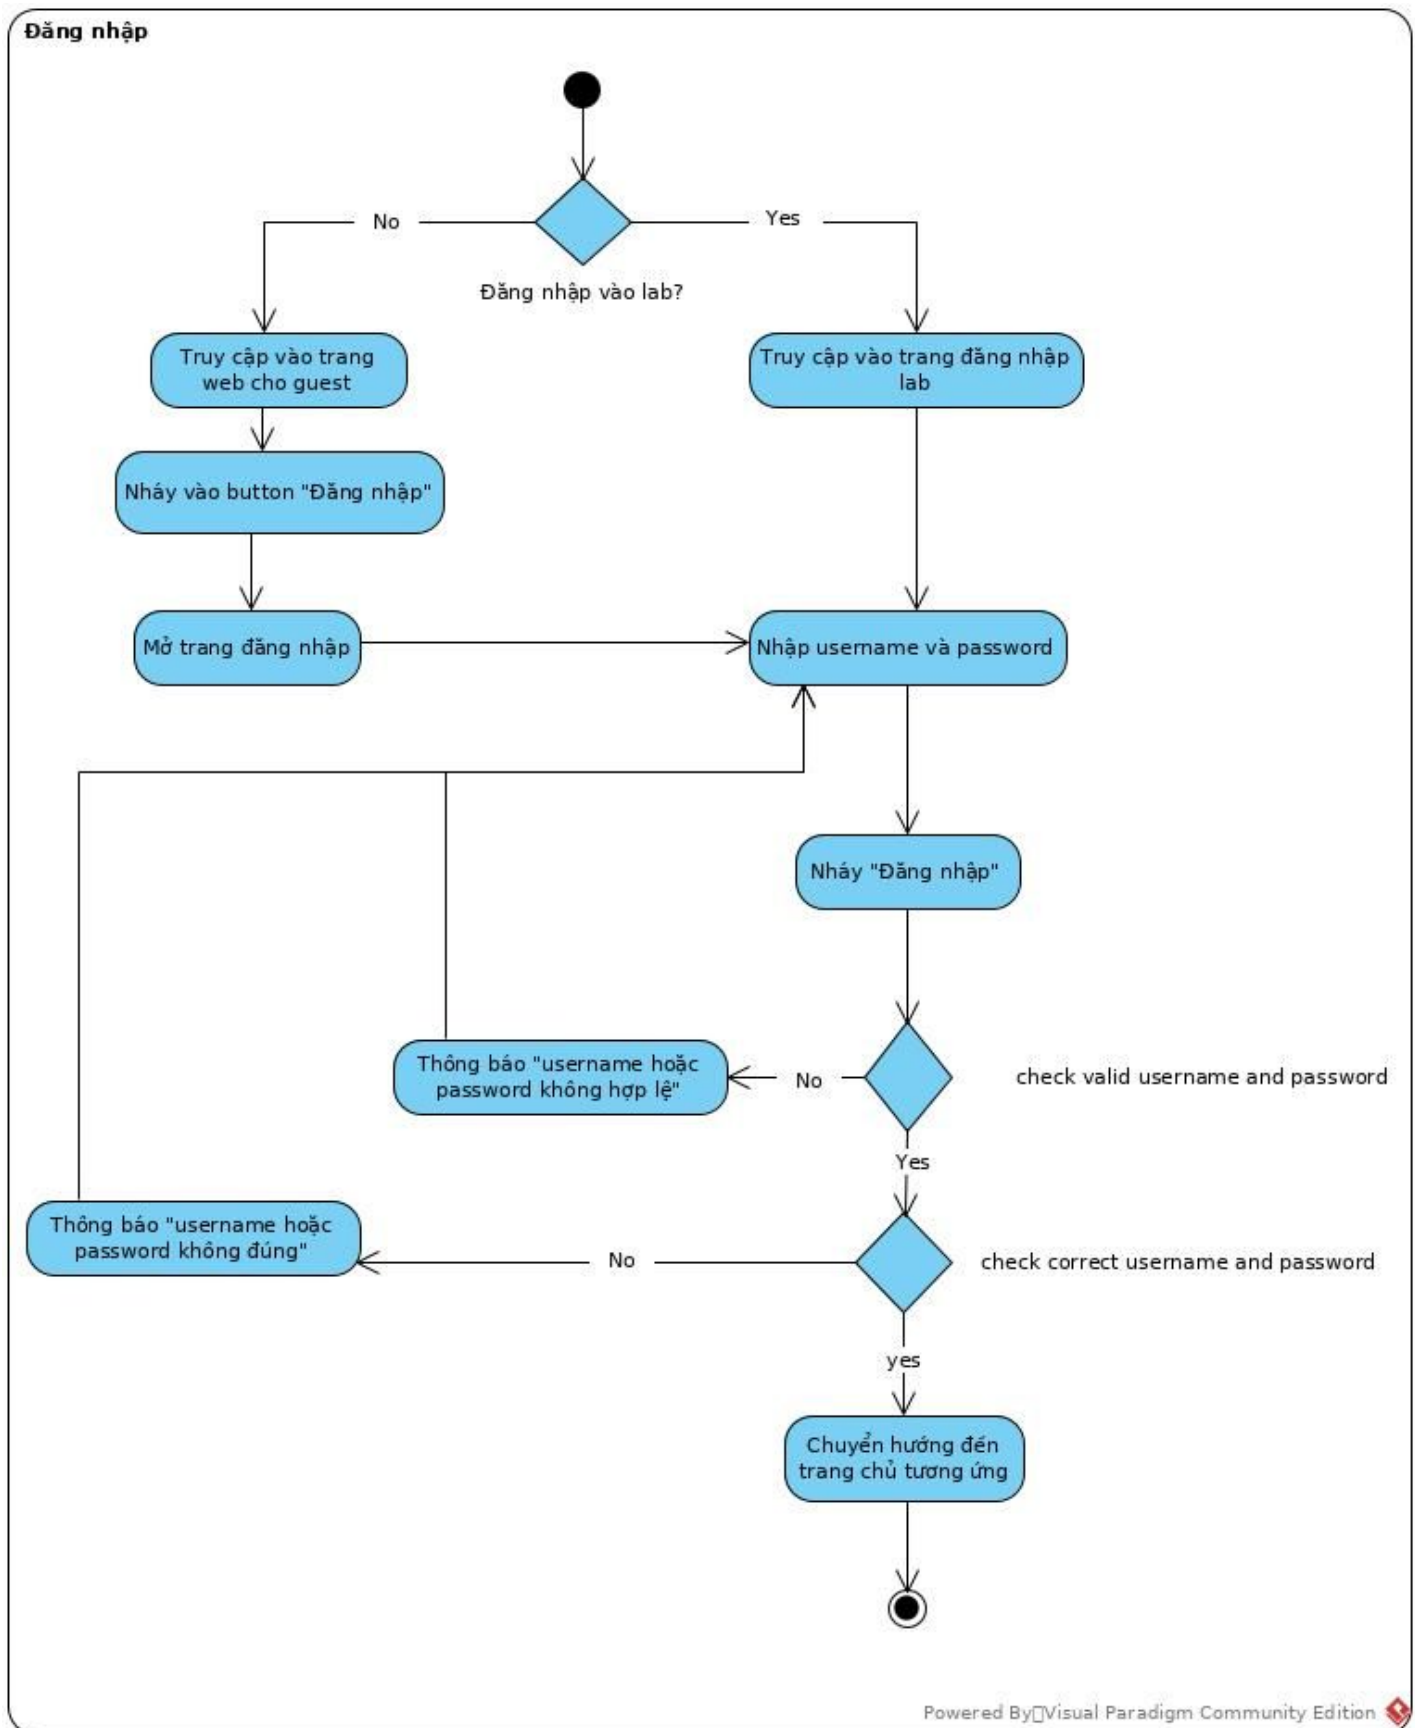 Đăng nhập
No
Yes
Đăng nhập vào lab?
Truy cập vào trang
web cho guest
Truy cập vào trang đăng nhập
lab
Nháy vào button "Đăng nhập"
Mở trang đăng nhập
Nhập username và password
Nháy "Đăng nhập"
Thông báo "username hoặc
password không hợp lệ"
No
check valid username and password
Yes
Thông báo "username hoặc
password không đúng"
No
check correct username and password
yes
Chuyển hướng đến
trang chủ tương ứng
Powered By▯Visual Paradigm Community Edition